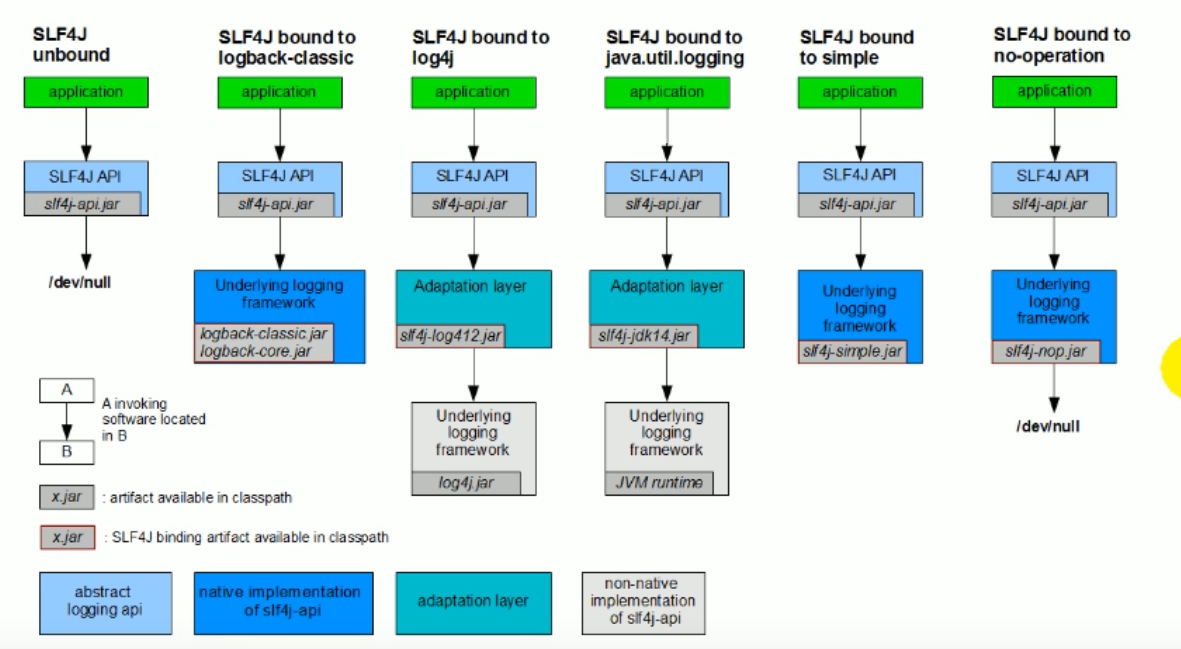 SLF4J
unbound
application
SLF4J API
slf4j-api.jar
/dev/null
SLF4J bound to
logback-classic
application
SLF4J API
slf4j-api.jar
Underlying logging
framework
logback-classic.jar
logback-core.jar
SLF4J bound to
log4j
application
SLF4J API
slf4j-api.jar
Adaptation layer
slf4j-log412.jar
Underlying
logging
framework
log4j.jar
SLF4J bound to
java.util.logging
application
SLF4J API
slf4j-api.jar
Adaptation layer
slf4j-jdk14.jar
Underlying
logging
framework
JVM runtime
SLF4J bound
to simple
application
SLF4J API
slf4j-api.jar
Underlying
logging
framework
slf4j-simple.jar
SLF4J bound to
no-operation
application
SLF4J API
slf4j-api.jar
Underlying
logging
framework
slf4j-nop.jar
/dev/null
A
B
A invoking
software located
in B
x.jar : artifact available in classpath
x.jar : SLF4J binding artifact available in classpath
abstract
logging api
native implementation
of slf4j-api
adaptation layer
non-native
implementation
of slf4j-api